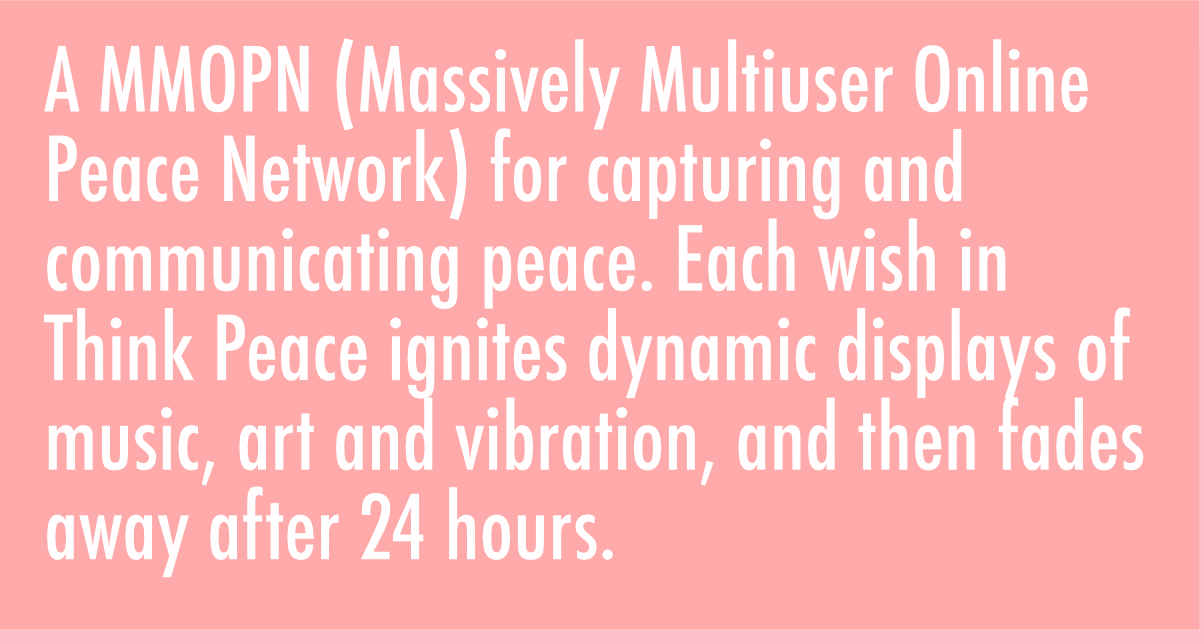 A MMOPN (Massively Multiuser Online
Peace Network) for capturing and
communicating peace. Each wish in
Think Peace ignites dynamic displays of
music, art and vibration, and then fades
away after 24 hours.